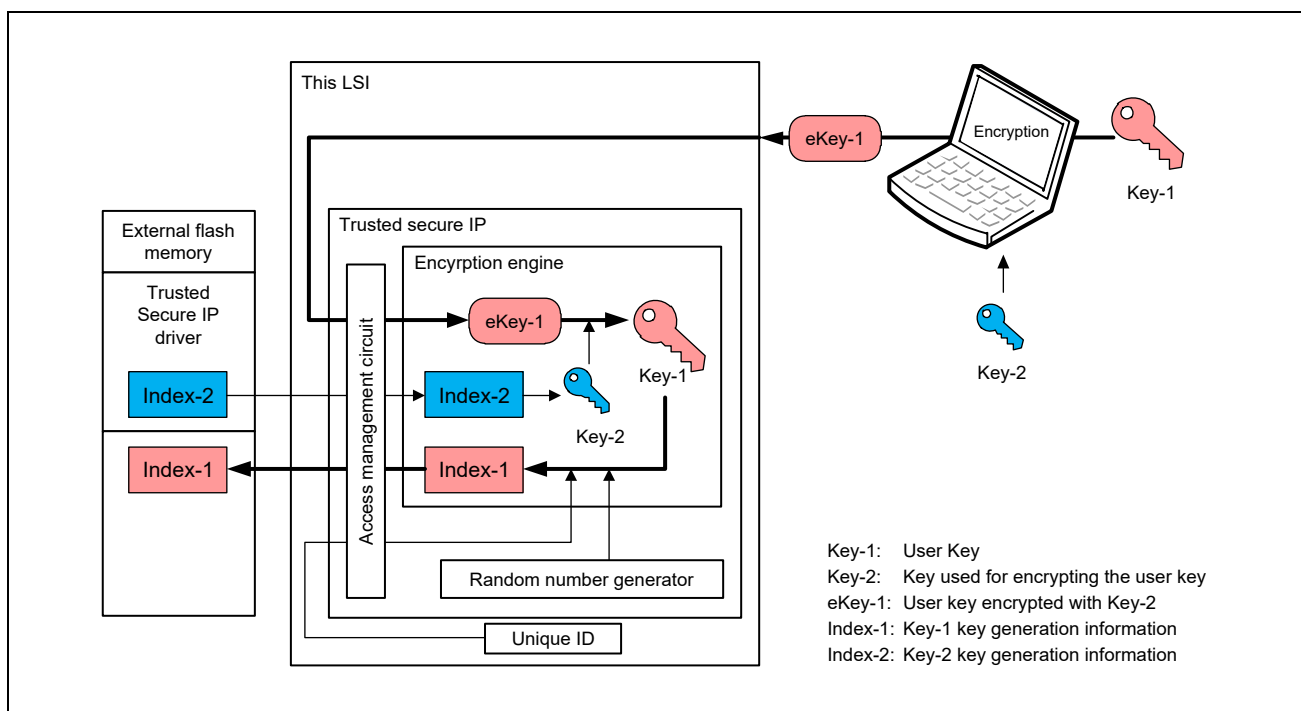 This LSI
eKey-1
Encryption
Key-1
Trusted secure IP
External flash
memory
Encyrption engine
Trusted
Secure IP
driver
Access management circuit
eKey-1
Key-1
Key-2
Index-2
Index-2
Key-2
Index-1
Index-1
Random number generator
Unique ID
Key-1: User Key
Key-2: Key used for encrypting the user key
eKey-1: User key encrypted with Key-2
Index-1: Key-1 key generation information
Index-2: Key-2 key generation information